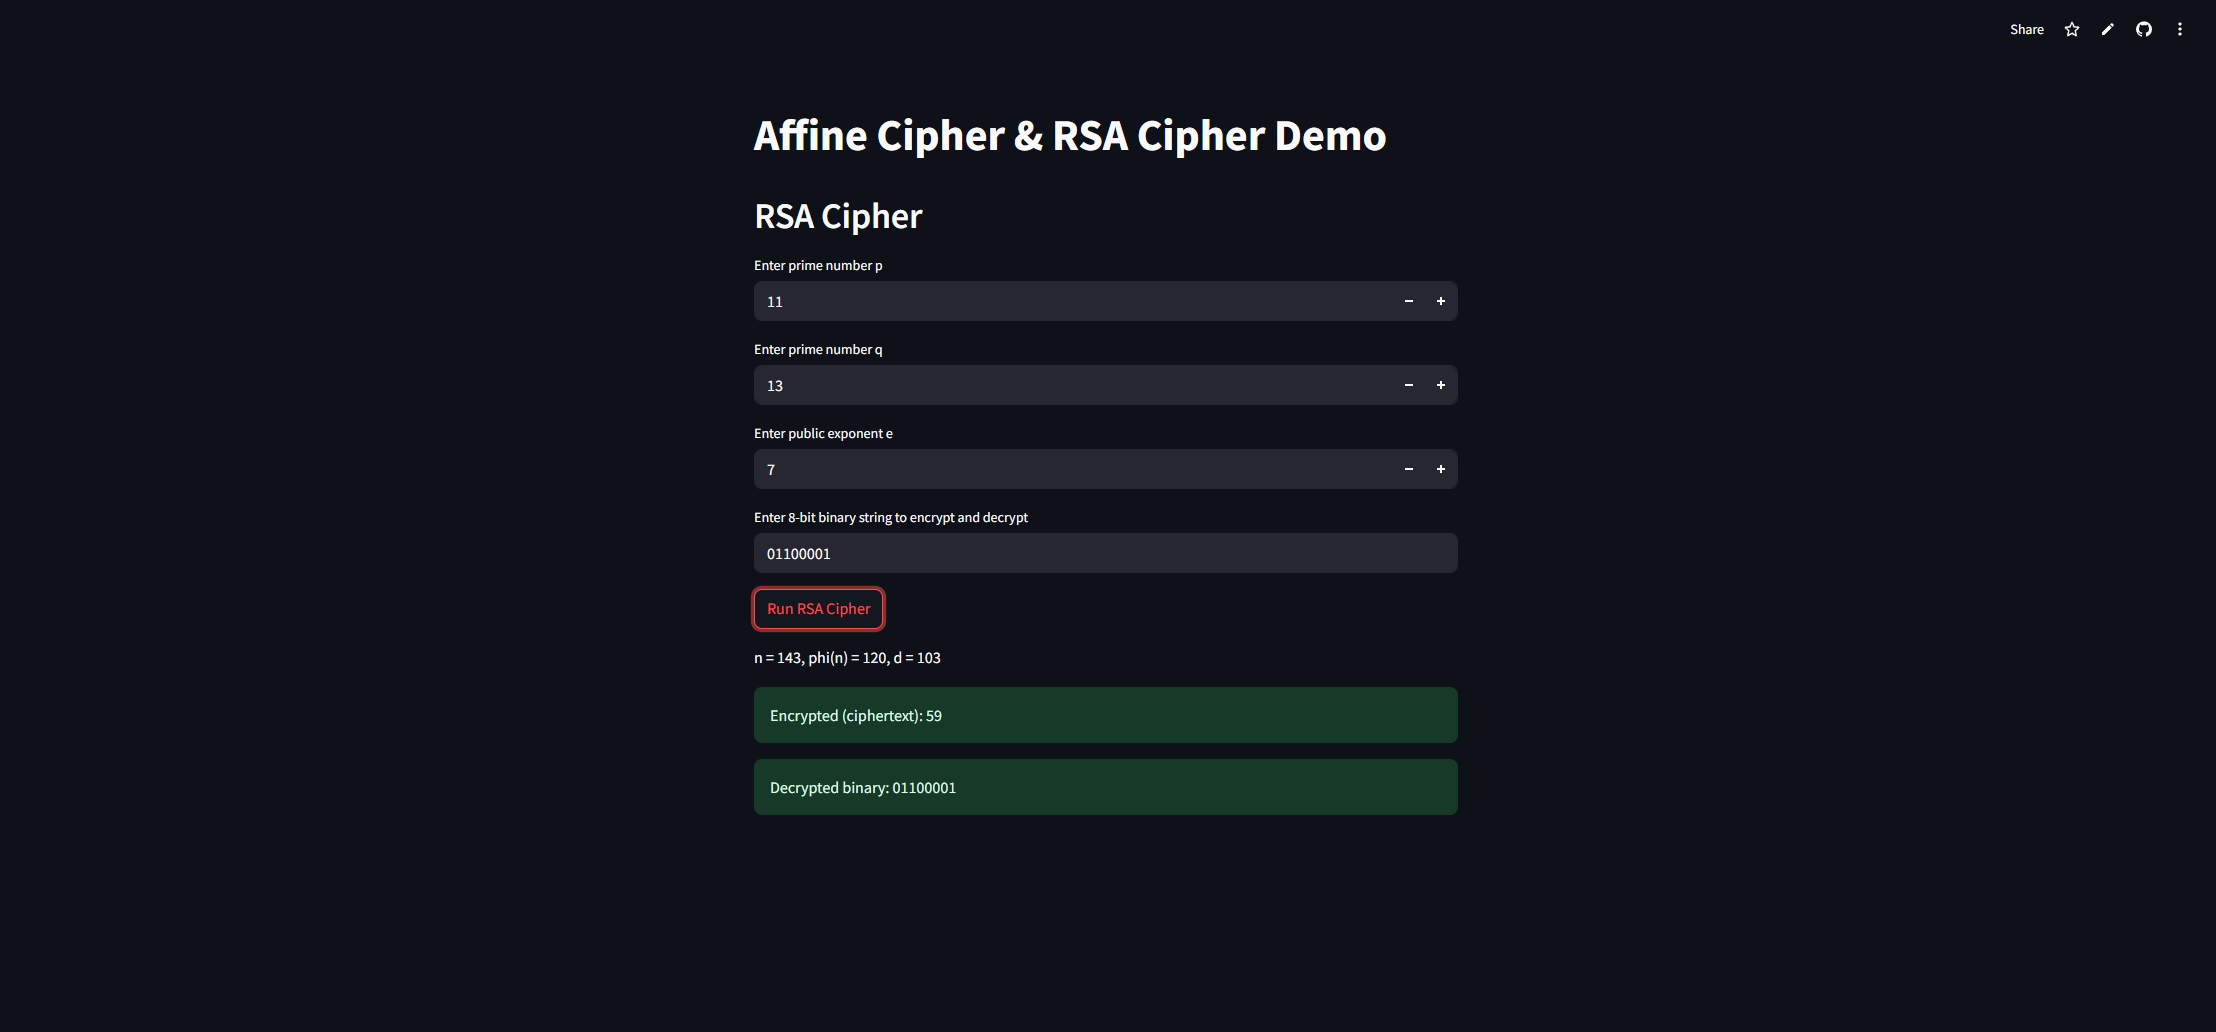 Share
Affine Cipher & RSA Cipher Demo
RSA Cipher
Enter prime number p
11
Enter prime number q
13
Enter public exponent e
7
Enter 8-bit binary string to encrypt and decrypt
01100001
Run RSA Cipher
n = 143, phi(n) = 120, d = 103
Encrypted (ciphertext): 59
Decrypted binary: 01100001